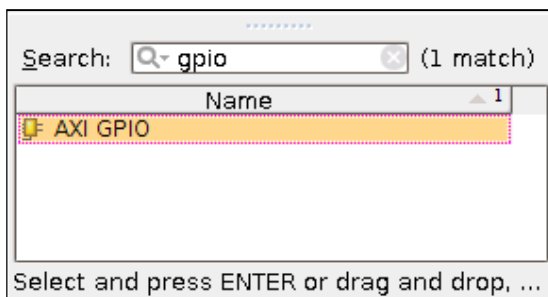 Search: gpio (1 match)
Name 1
AXI GPIO
Select and press ENTER or drag and drop, ...